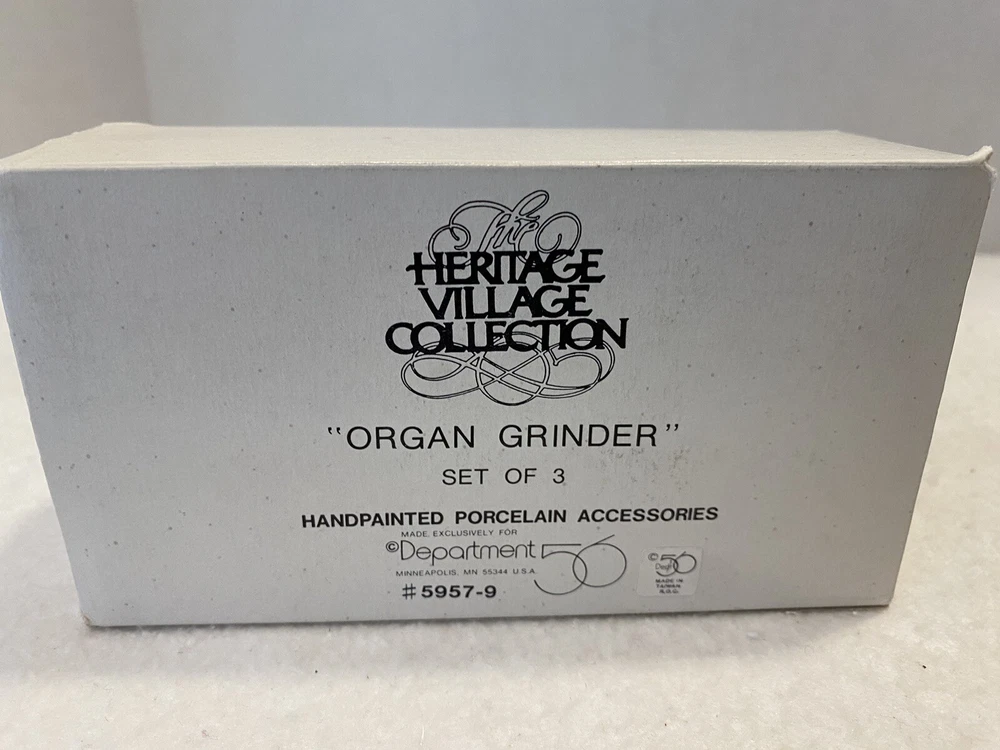 The
HERITAGE
VILLAGE
COLLECTION
"ORGAN GRINDER"
SET OF 3
HANDPAINTED PORCELAIN ACCESSORIES
MADE EXCLUSIVELY FOR
©Department 56
MINNEAPOLIS, MN 55344 U.S.A.
#5957-9
©Dept 56
MADE IN
TAIWAN
R.O.C.